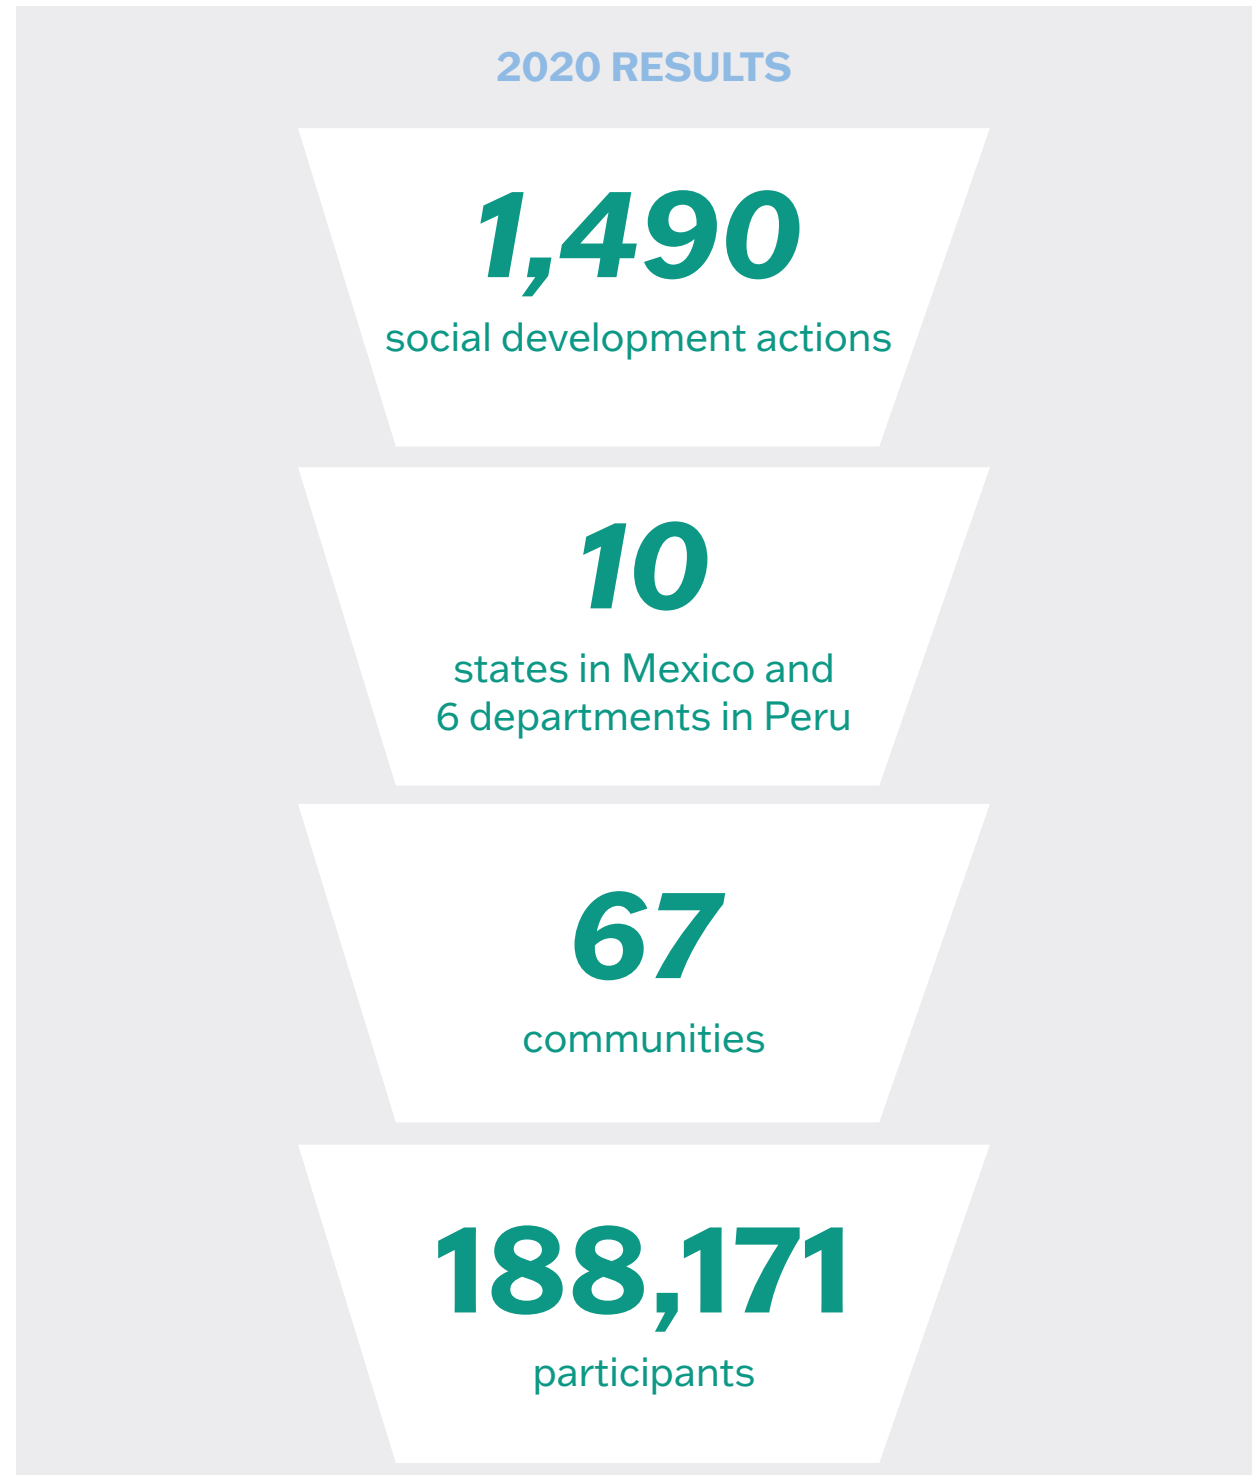 2020 RESULTS
1,490
social development actions
10
states in Mexico and
6 departments in Peru
67
communities
188,171
participants